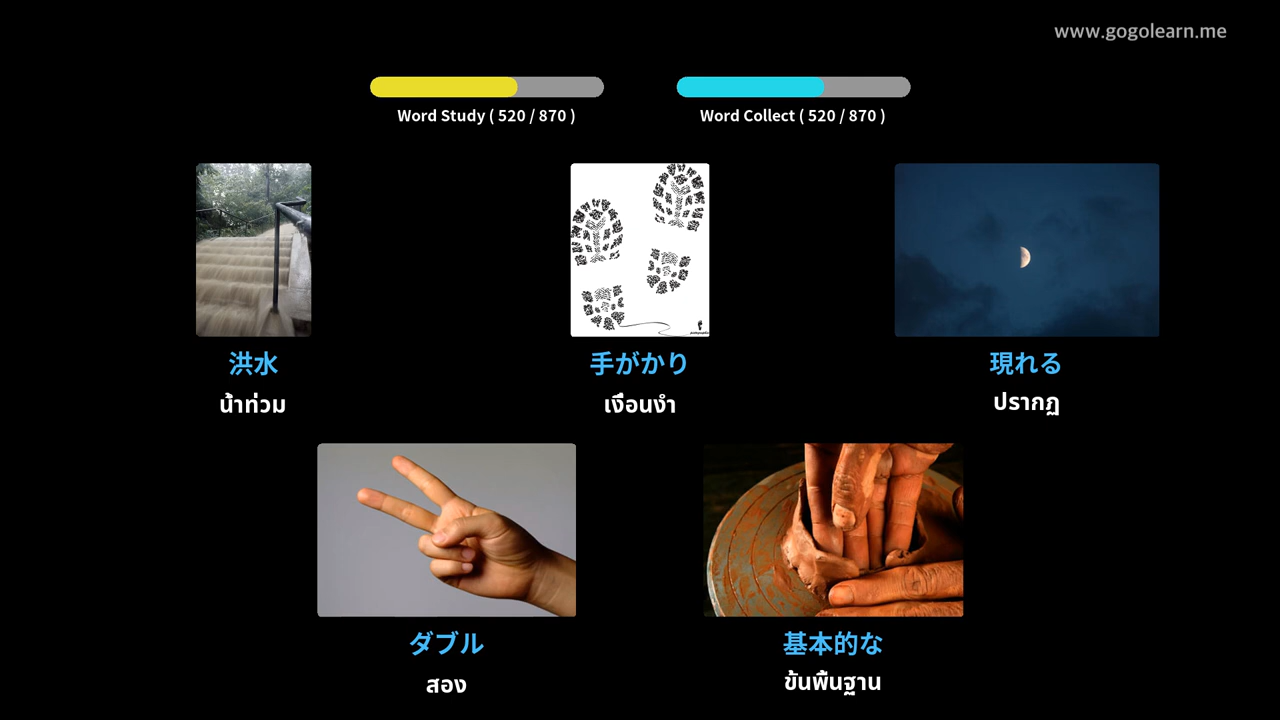 www.gogolearn.me
Word Study ( 520 / 870 )
Word Collect ( 520 / 870 )
洪水
手がかり
現れる
น้ำท่วม
เงื่อนงำ
ปรากฏ
ダブル
基本的な
สอง
ขั้นพื้นฐาน